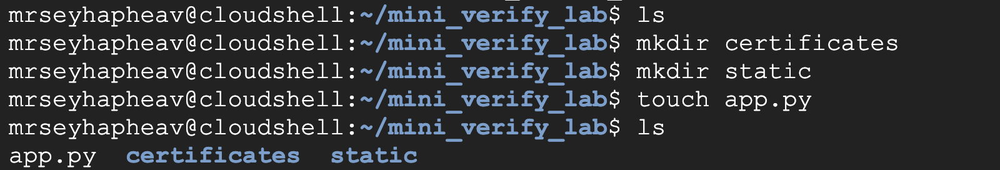 mrseyhapheav@cloudshell:~/mini_verify_lab$ ls
mrseyhapheav@cloudshell:~/mini_verify_lab$ mkdir certificates
mrseyhapheav@cloudshell:~/mini_verify_lab$ mkdir static
mrseyhapheav@cloudshell:~/mini_verify_lab$ touch app.py
mrseyhapheav@cloudshell:~/mini_verify_lab$ ls
app.py  certificates  static